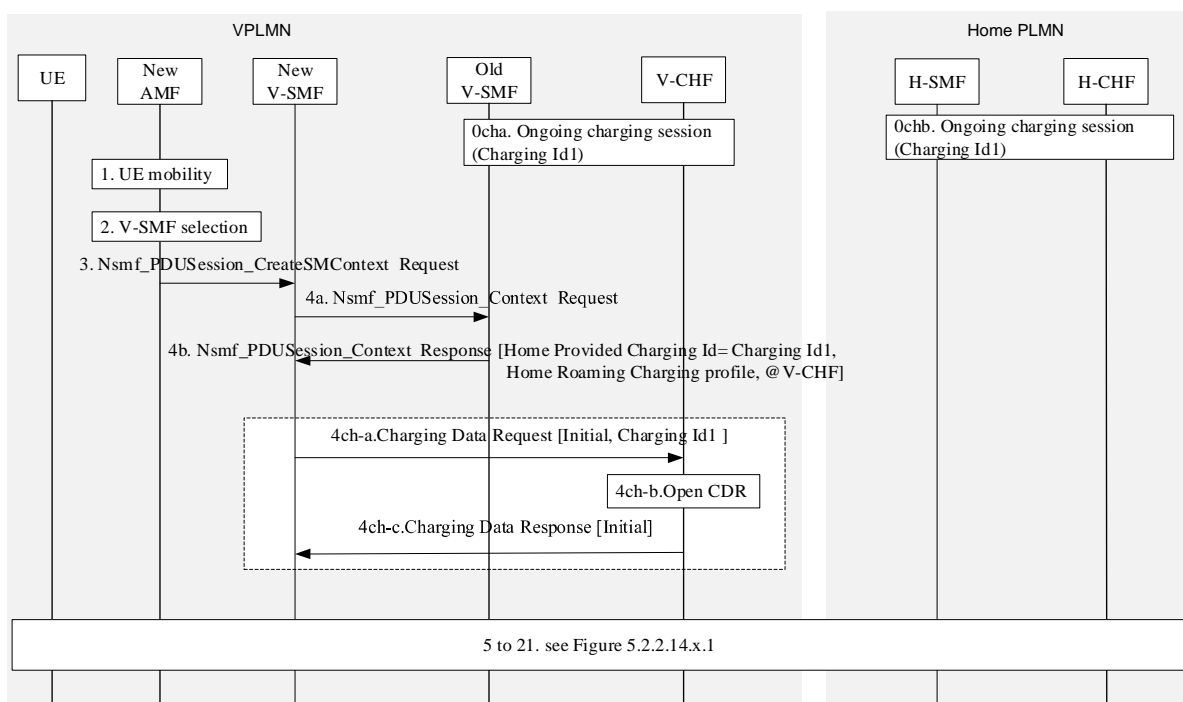 VPLMN
Home PLMN
UE
New
AMF
New
V-SMF
Old
V-SMF
V-CHF
H-SMF
H-CHF
0cha. Ongoing charging session
(Charging Id1)
0chb. Ongoing charging session
(Charging Id1)
1. UE mobility
2. V-SMF selection
3. Nsmf_PDUSession_CreateSMContext Request
4a. Nsmf_PDUSession_Context Request
4b. Nsmf_PDUSession_Context Response [Home Provided Charging Id= Charging Id1,
Home Roaming Charging profile, @V-CHF]
4ch-a.Charging Data Request [Initial, Charging Id1 ]
4ch-b.Open CDR
4ch-c.Charging Data Response [Initial]
5 to 21. see Figure 5.2.2.14.x.1